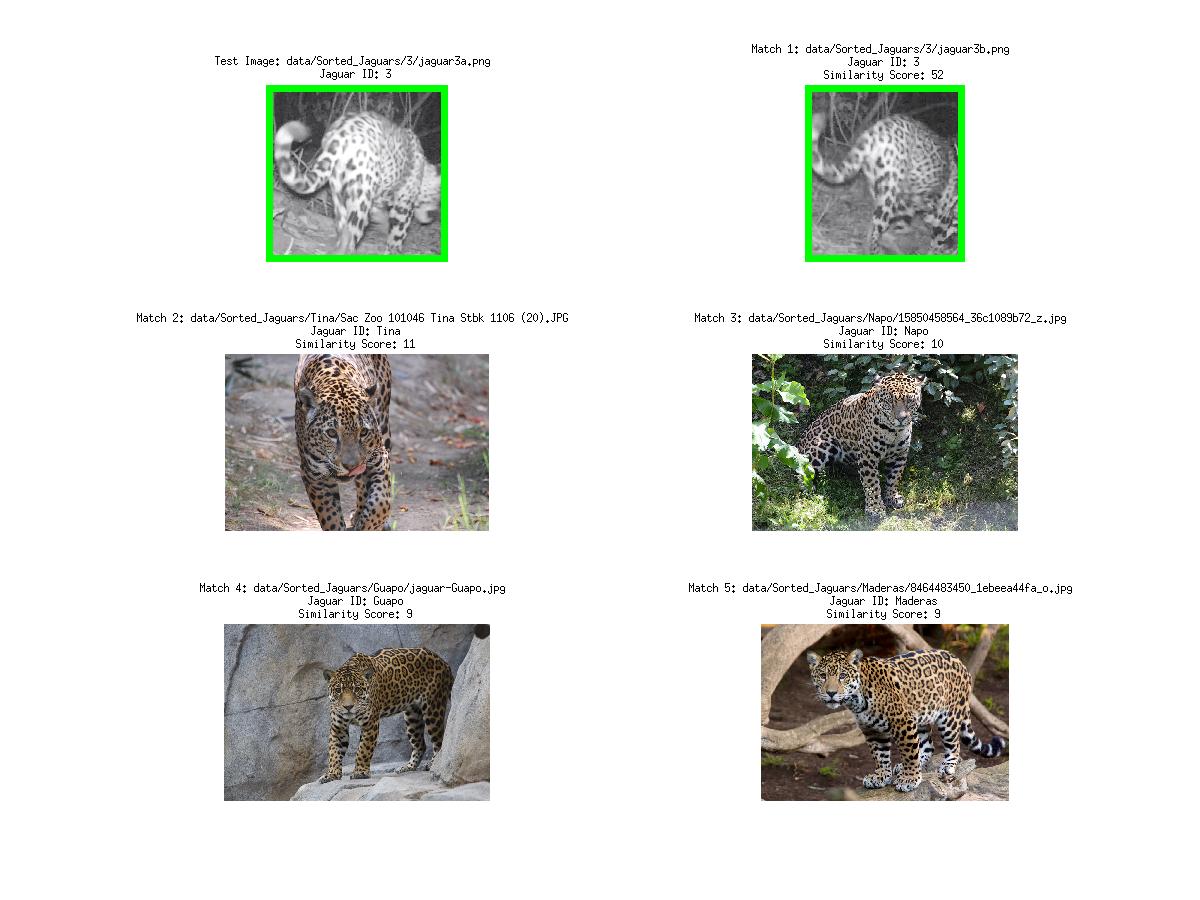 Test Image: data/Sorted_Jaguars/3/jaguar3a.png
Jaguar ID: 3
Match 1: data/Sorted_Jaguars/3/jaguar3b.png
Jaguar ID: 3
Similarity Score: 52
Match 2: data/Sorted_Jaguars/Tina/Sac Zoo 101046 Tina Stbk 1106 (20).JPG
Jaguar ID: Tina
Similarity Score: 11
Match 3: data/Sorted_Jaguars/Napo/15850458564_36c1089b72_z.jpg
Jaguar ID: Napo
Similarity Score: 10
Match 4: data/Sorted_Jaguars/Guapo/jaguar-Guapo.jpg
Jaguar ID: Guapo
Similarity Score: 9
Match 5: data/Sorted_Jaguars/Maderas/8464483450_1ebeea44fa_o.jpg
Jaguar ID: Maderas
Similarity Score: 9